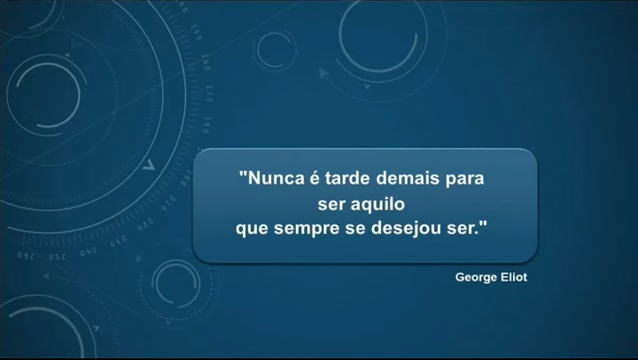 "Nunca é tarde demais para
ser aquilo
que sempre se desejou ser."
George Eliot